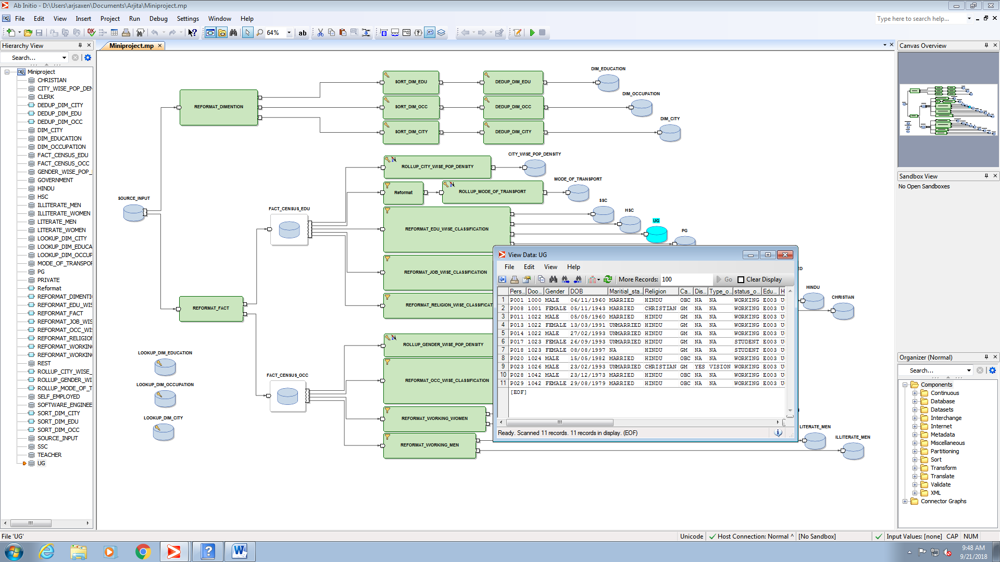 Ab Initio - D:\Users\arjsaxen\Documents\Arjita\Miniproject.mp
File Edit View Insert Project Run Debug Settings Window Help
Type here to search help...
64%
ab
Hierarchy View
Miniproject.mp
Canvas Overview
Search...
Miniproject
CHRISTIAN
CITY_WISE_POP_DEN
CLERK
DEDUP_DIM_CITY
DEDUP_DIM_EDU
DEDUP_DIM_OCC
DIM_CITY
DIM_EDUCATION
DIM_OCCUPATION
FACT_CENSUS_EDU
FACT_CENSUS_OCC
GENDER_WISE_POP_
GOVERNMENT
HINDU
HSC
ILLITERATE_MEN
ILLITERATE_WOMEN
LITERATE_MEN
LITERATE_WOMEN
LOOKUP_DIM_CITY
LOOKUP_DIM_EDUCA
LOOKUP_DIM_OCCUP
MODE_OF_TRANSPOR
PG
PRIVATE
Reformat
REFORMAT_DIMENTI
REFORMAT_EDU_WIS
REFORMAT_FACT
REFORMAT_JOB_WIS
REFORMAT_OCC_WI
REFORMAT_RELIGION
REFORMAT_WORKIN
REFORMAT_WORKIN
REST
ROLLUP_CITY_WISE_
ROLLUP_GENDER_WI
ROLLUP_MODE_OF_T
SELF_EMPLOYED
SOFTWARE_ENGINEE
SORT_DIM_CITY
SORT_DIM_EDU
SORT_DIM_OCC
SOURCE_INPUT
SSC
TEACHER
UG
SOURCE_INPUT
REFORMAT_DIMENTION
SORT_DIM_EDU
DEDUP_DIM_EDU
DIM_EDUCATION
SORT_DIM_OCC
DEDUP_DIM_OCC
DIM_OCCUPATION
SORT_DIM_CITY
DEDUP_DIM_CITY
DIM_CITY
ROLLUP_CITY_WISE_POP_DENSITY
CITY_WISE_POP_DENSITY
Reformat
ROLLUP_MODE_OF_TRANSPORT
MODE_OF_TRANSPORT
FACT_CENSUS_EDU
REFORMAT_EDU_WISE_CLASSIFICATION
SSC
HSC
UG
PG
REFORMAT_JOB_WISE_CLASSIFICATION
REFORMAT_RELIGION_WISE_CLASSIF
ED
HINDU
CHRISTIAN
REFORMAT_FACT
ROLLUP_GENDER_WISE_POP_DENSITY
FACT_CENSUS_OCC
REFORMAT_OCC_WISE_CLASSIFICATION
REFORMAT_WORKING_WOMEN
REFORMAT_WORKING_MEN
LITERATE_MEN
ILLITERATE_MEN
LOOKUP_DIM_EDUCATION
LOOKUP_DIM_OCCUPATION
LOOKUP_DIM_CITY
View Data: UG
File Edit View Help
More Records: 100 Go Clear Display
Pers... Doo... Gender DOB Maritial_sta... Religion Ca... Dis... Type_o... status_o... Edu... H
1 P001 1000 MALE 06/11/1960 MARRIED HINDU OBC NA NA WORKING E003 U
2 P008 1001 FEMALE 05/11/1943 MARRIED CHRISTIAN GM NA NA WORKING E003 U
3 P011 1022 MALE 05/05/1960 MARRIED HINDU GM NA NA WORKING E003 U
4 P013 1022 FEMALE 13/03/1991 UNMARRIED HINDU GM NA NA WORKING E003 U
5 P014 1022 MALE 27/02/1993 UNMARRIED HINDU GM NA NA WORKING E003 U
6 P017 1023 FEMALE 26/09/1993 UNMARRIED HINDU GM NA NA STUDENT E003 U
7 P018 1023 FEMALE 08/08/1997 NA HINDU GM NA NA STUDENT E003 U
8 P020 1024 MALE 15/05/1982 MARRIED HINDU OBC NA NA WORKING E003 U
9 P023 1026 MALE 23/02/1993 UNMARRIED CHRISTIAN GM YES VISION WORKING E003 U
10 P028 1042 MALE 23/12/1973 MARRIED HINDU OBC NA NA WORKING E003 U
11 P029 1042 FEMALE 29/08/1979 MARRIED HINDU OBC NA NA WORKING E003 U
[EOF]
Ready. Scanned 11 records. 11 records in display. (EOF)
Sandbox View
No Open Sandboxes
Organizer (Normal)
Search...
Components
Continuous
Database
Datasets
Interchange
Internet
Metadata
Miscellaneous
Partitioning
Sort
Transform
Translate
Validate
XML
Connector Graphs
File 'UG'
Unicode
Host Connection: Normal ^
[No Sandbox]
Input Values: [none] CAP NUM
9:48 AM
9/21/2018